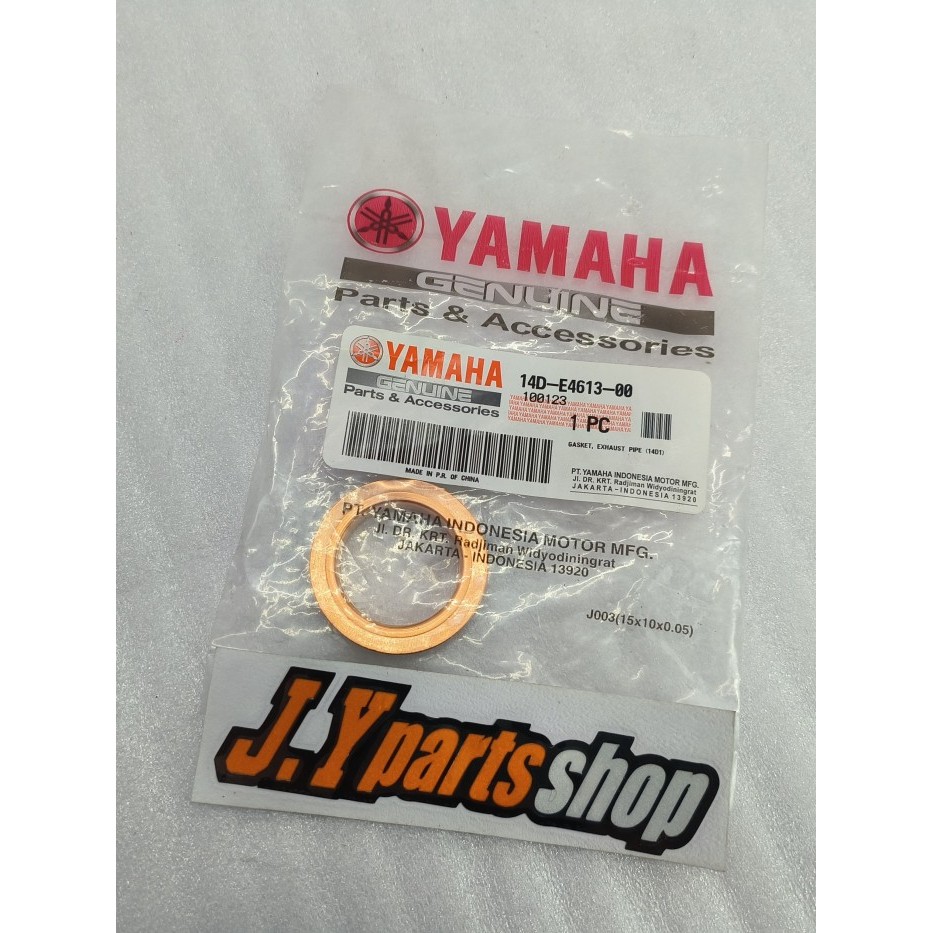 YAMAHA
GENUINE
Parts & Accessories
YAMAHA
GENUINE
Parts & Accessories
14D-E4613-00
100123
1 PC
GASKET, EXHAUST PIPE (14D1)
MADE IN P.R. OF CHINA
PT. YAMAHA INDONESIA MOTOR MFG.
Jl. DR. KRT. Radjiman Widyodiningrat
JAKARTA - INDONESIA 13920
PT. YAMAHA INDONESIA MOTOR MFG.
Jl. DR. KRT. Radjiman Widyodiningrat
JAKARTA - INDONESIA 13920
J003(15x10x0.05)
J.Y parts shop